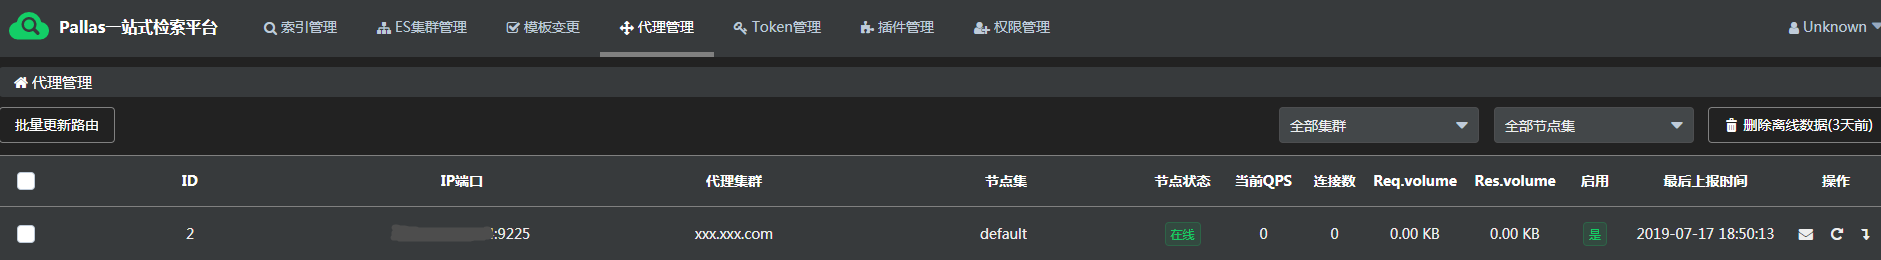 Pallas一站式检索平台 索引管理 ES集群管理 模板变更 代理管理 Token管理 插件管理 权限管理 Unknown
代理管理
批量更新路由 全部集群 全部节点集 删除离线数据(3天前)
ID IP端口 代理集群 节点集 节点状态 当前QPS 连接数 Req.volume Res.volume 启用 最后上报时间 操作
2 :9225 xxx.xxx.com default 在线 0 0 0.00 KB 0.00 KB 是 2019-07-17 18:50:13